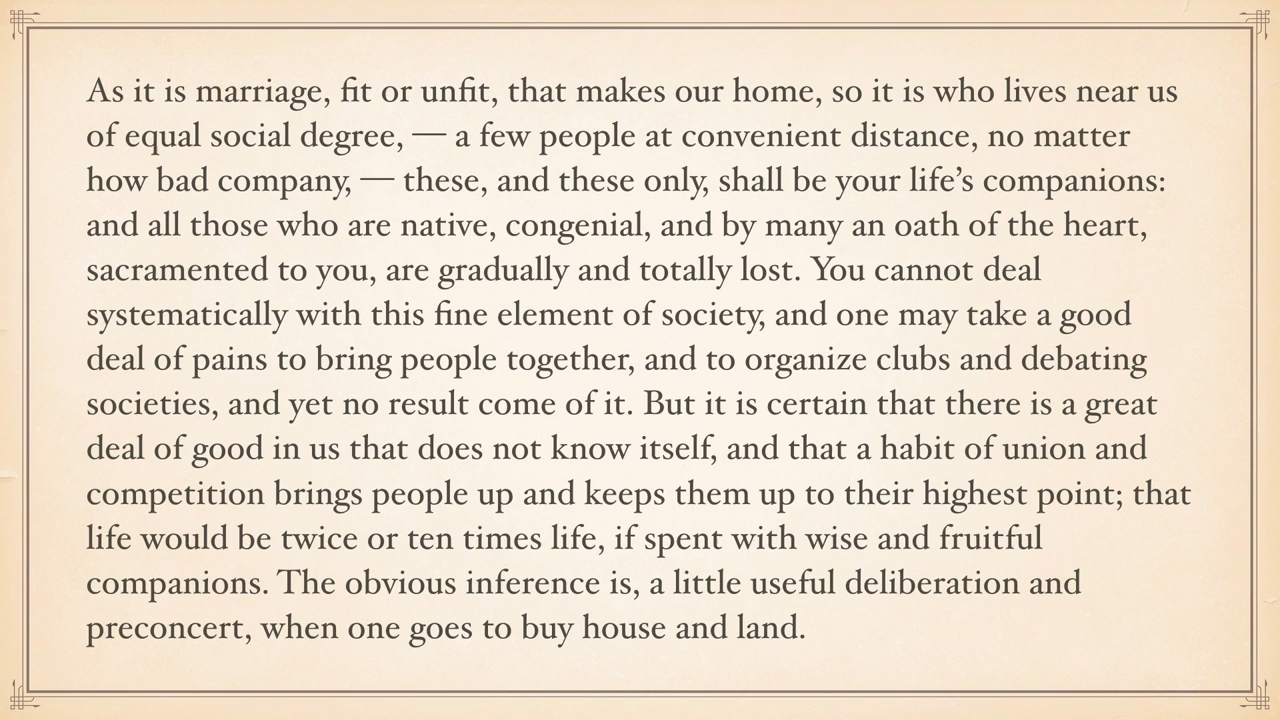 As it is marriage, fit or unfit, that makes our home, so it is who lives near us
of equal social degree, — a few people at convenient distance, no matter
how bad company, — these, and these only, shall be your life’s companions:
and all those who are native, congenial, and by many an oath of the heart,
sacramented to you, are gradually and totally lost. You cannot deal
systematically with this fine element of society, and one may take a good
deal of pains to bring people together, and to organize clubs and debating
societies, and yet no result come of it. But it is certain that there is a great
deal of good in us that does not know itself, and that a habit of union and
competition brings people up and keeps them up to their highest point; that
life would be twice or ten times life, if spent with wise and fruitful
companions. The obvious inference is, a little useful deliberation and
preconcert, when one goes to buy house and land.